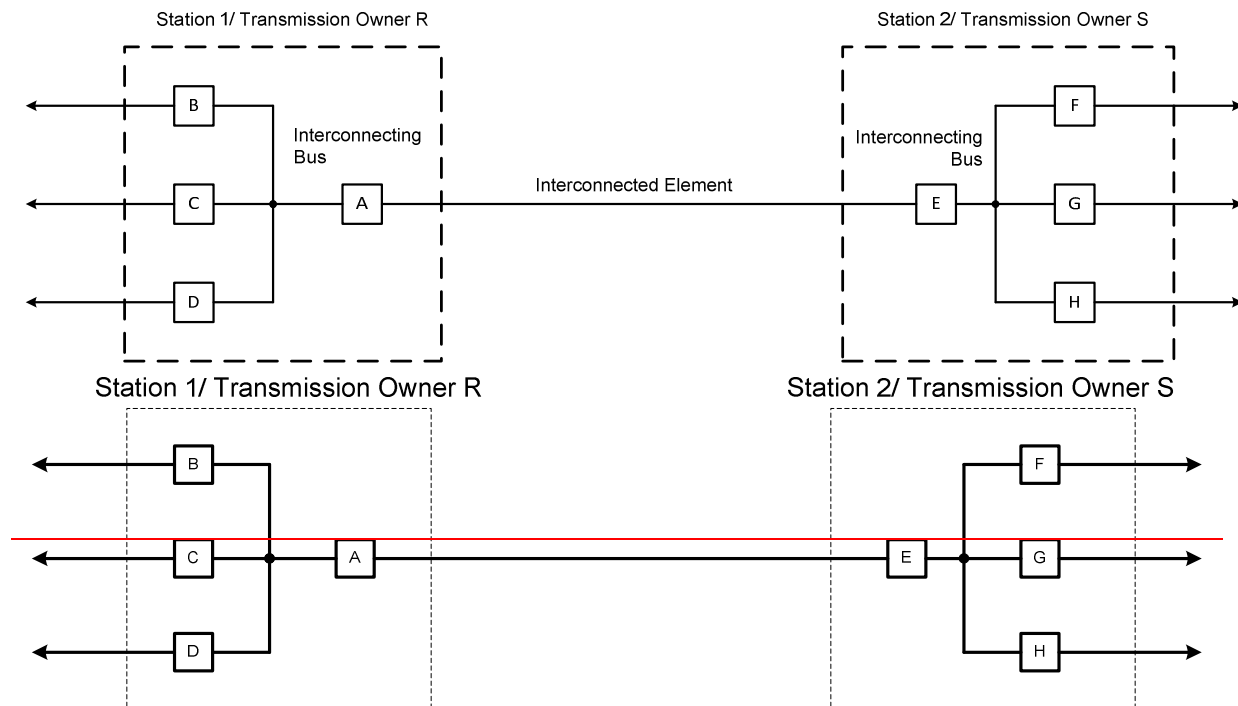 Station 1/ Transmission Owner R
Station 2/ Transmission Owner S
B
F
Interconnecting
Bus
Interconnecting
Bus
Interconnected Element
C
A
E
G
D
H
Station 1/ Transmission Owner R
Station 2/ Transmission Owner S
B
F
C
A
E
G
D
H